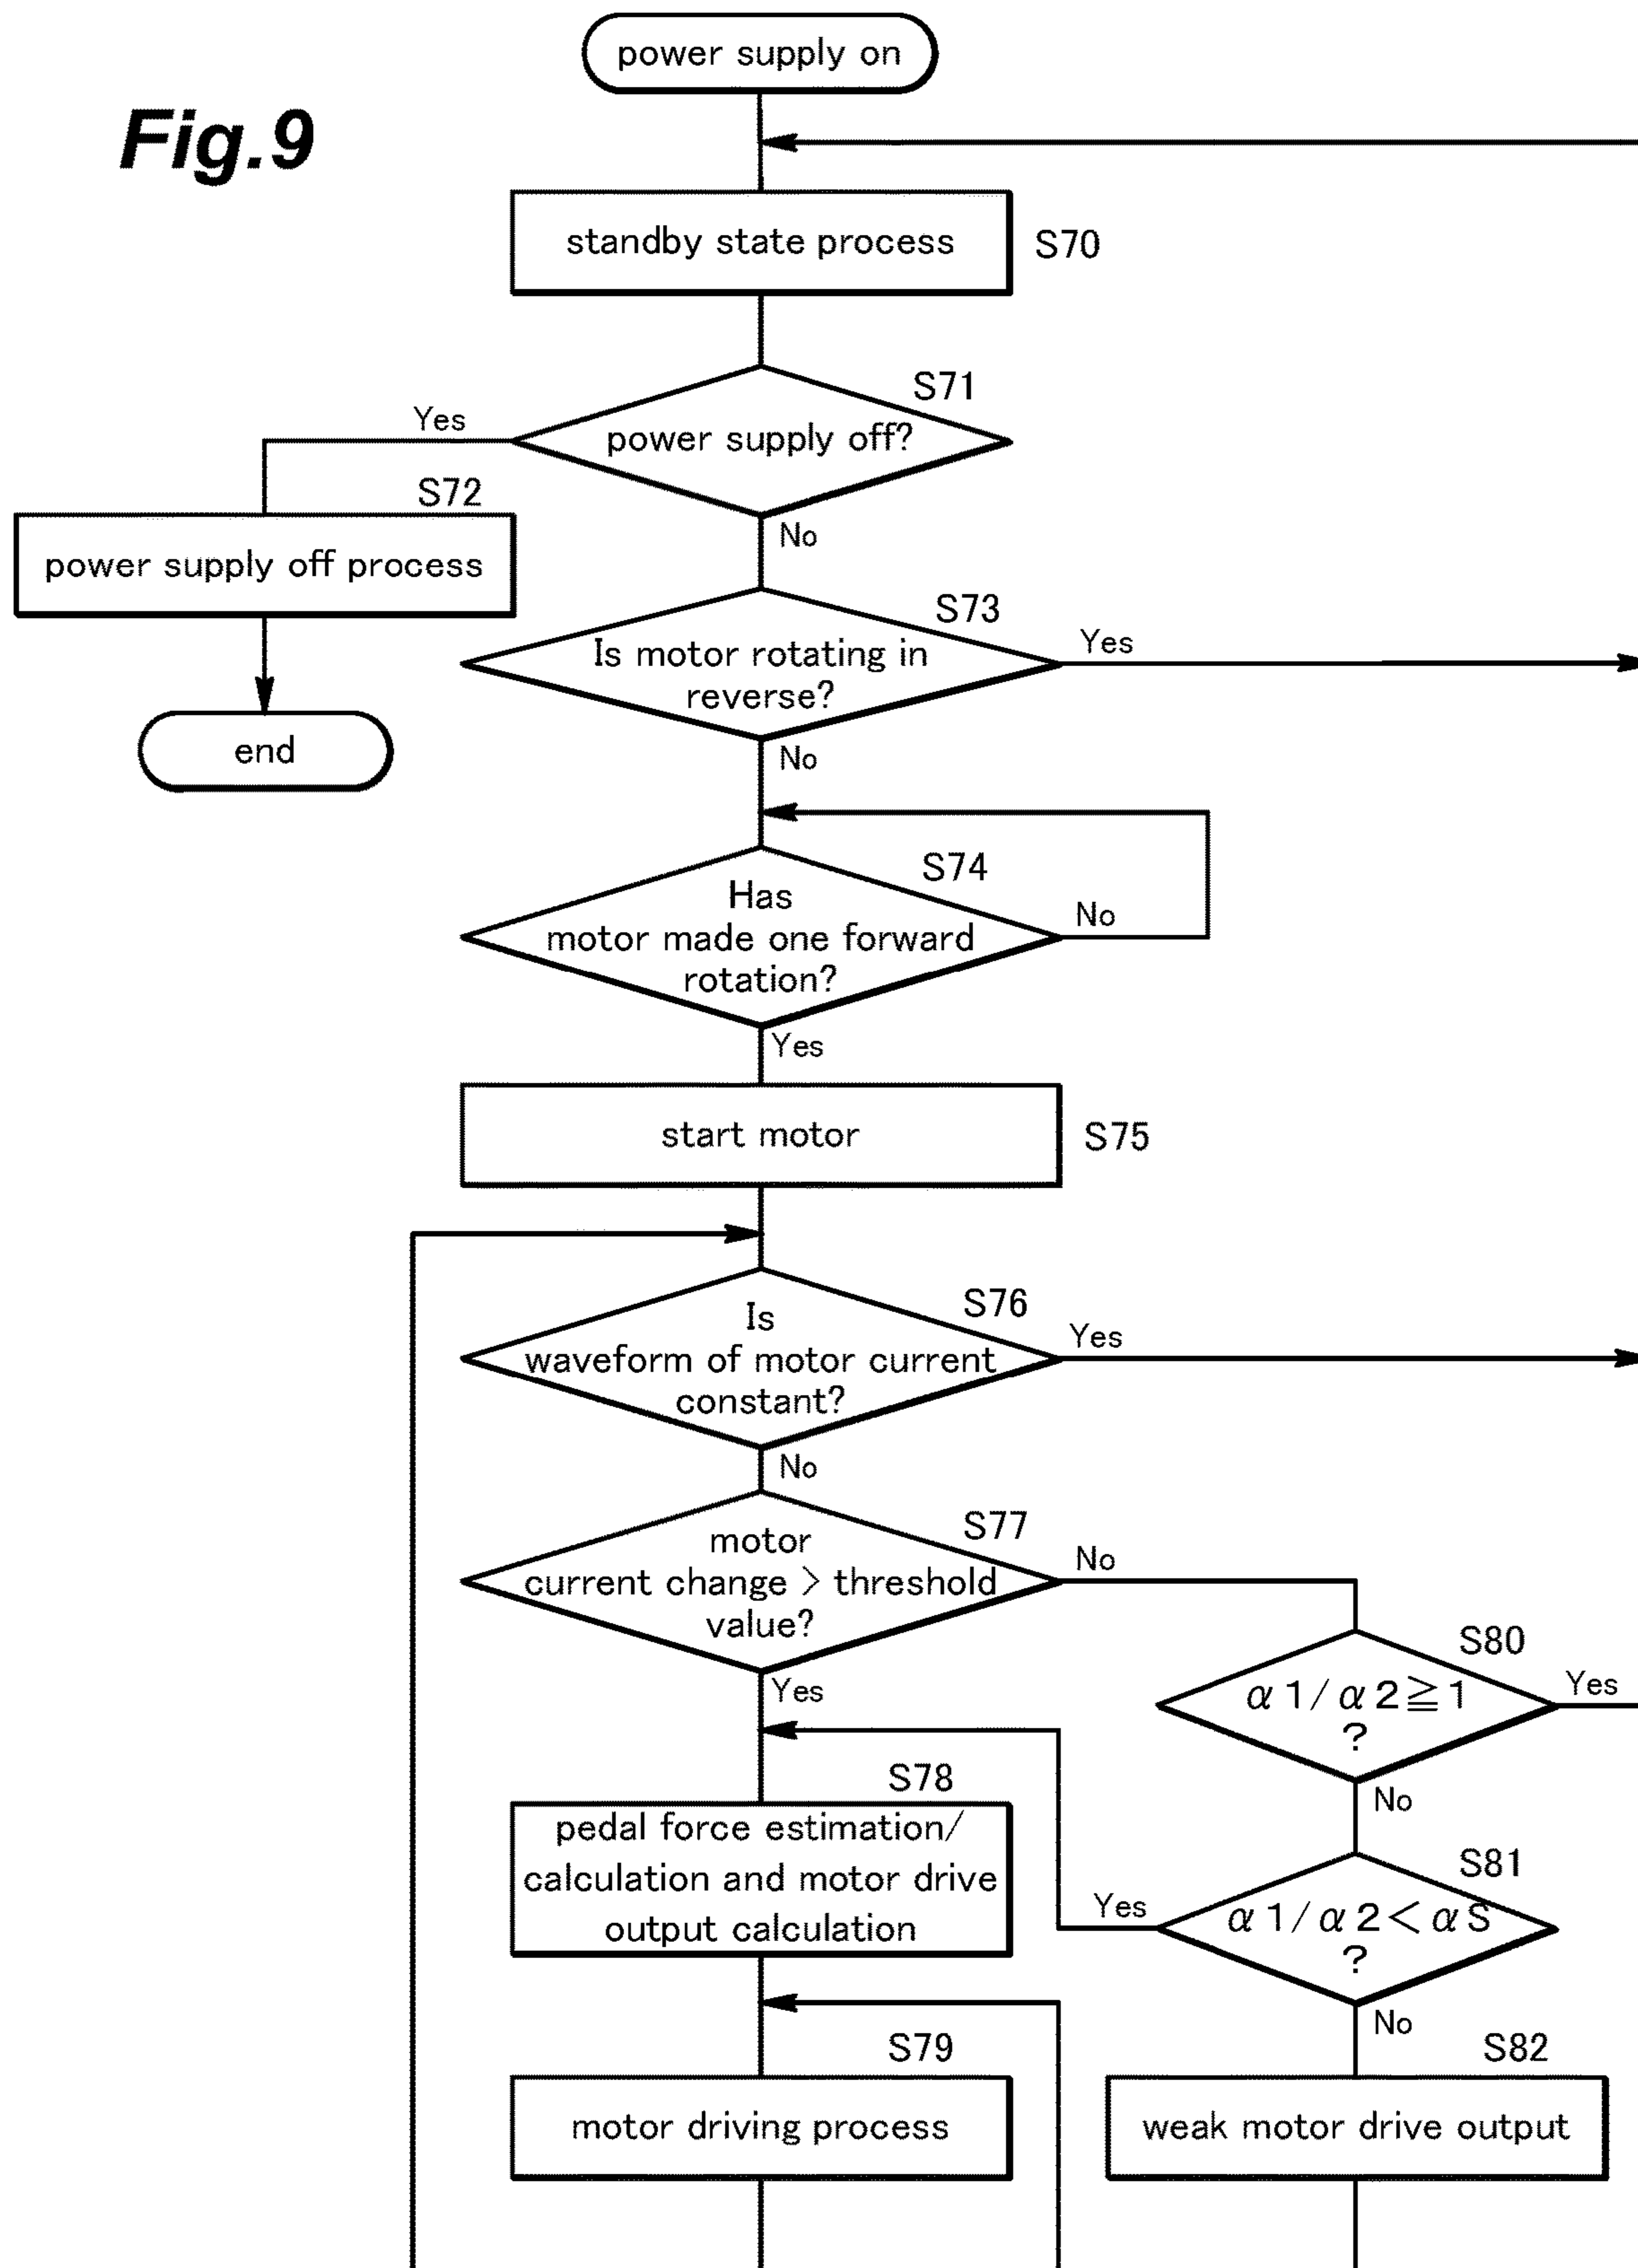 power supply on
Fig.9
standby state process
S70
S71
Yes
power supply off?
S72
No
power supply off process
S73
Is motor rotating in
Yes
reverse?
end
No
S74
Has
No
motor made one forward
rotation?
Yes
start motor
S75
S76
Is
Yes
waveform of motor current
constant?
No
S77
motor
No
current change > threshold
value?
S80
Yes
α1/α2≧1
Yes
?
S78
No
pedal force estimation/
calculation and motor drive
output calculation
S81
Yes
α1/α2<αS
?
No
S79
S82
motor driving process
weak motor drive output